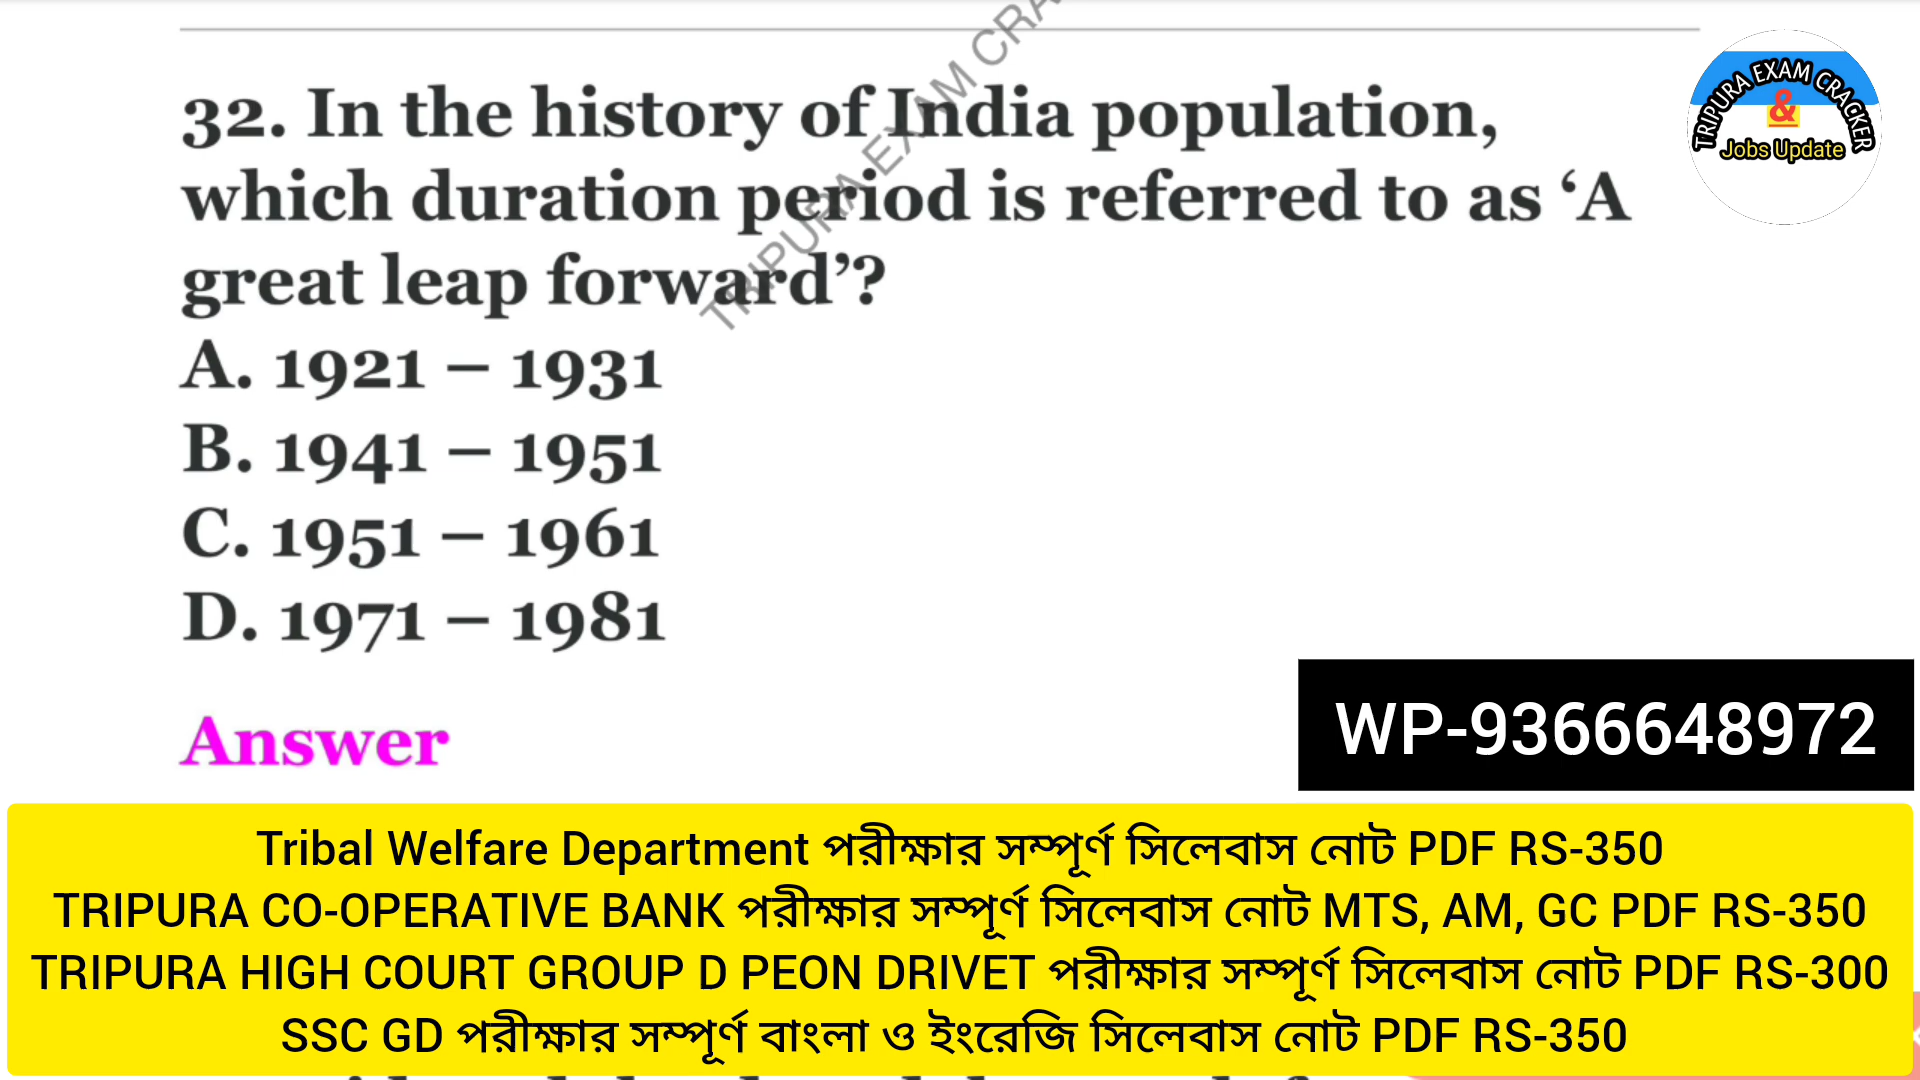 TRIPURA EXAM CRACKER
&
Jobs Update
TRIPURA EXAM CRA
32. In the history of India population,
which duration period is referred to as ‘A
great leap forward’?
A. 1921 – 1931
B. 1941 – 1951
C. 1951 – 1961
D. 1971 – 1981
Answer
WP-9366648972
Tribal Welfare Department পরীক্ষার সম্পূর্ণ সিলেবাস নোট PDF RS-350
TRIPURA CO-OPERATIVE BANK পরীক্ষার সম্পূর্ণ সিলেবাস নোট MTS, AM, GC PDF RS-350
TRIPURA HIGH COURT GROUP D PEON DRIVET পরীক্ষার সম্পূর্ণ সিলেবাস নোট PDF RS-300
SSC GD পরীক্ষার সম্পূর্ণ বাংলা ও ইংরেজি সিলেবাস নোট PDF RS-350